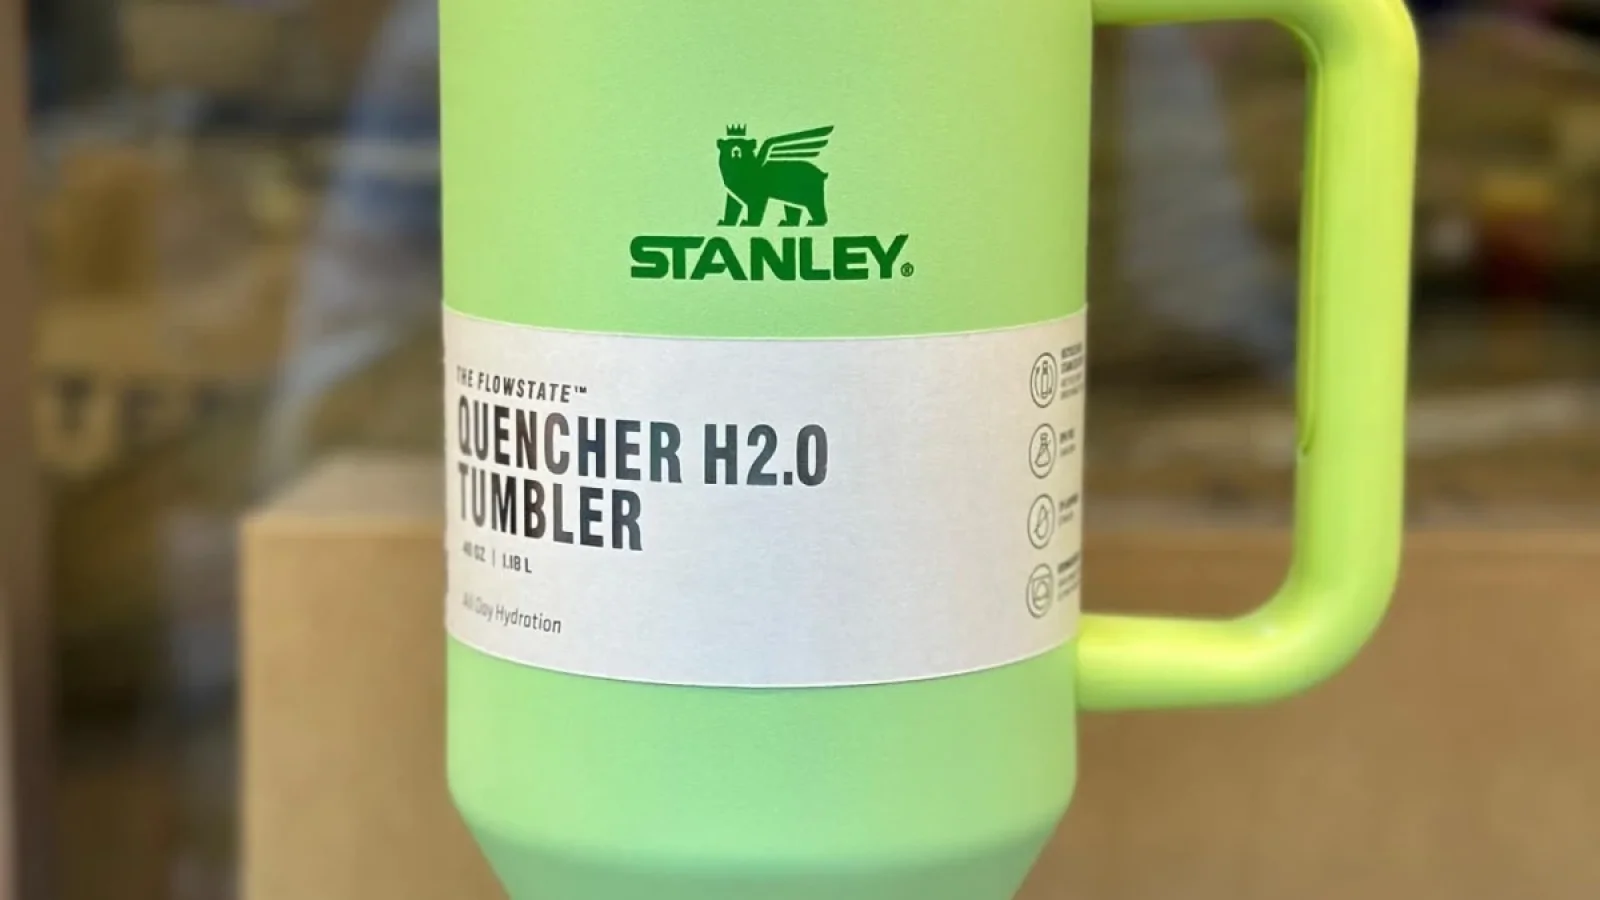 STANLEY®
THE FLOWSTATE™
QUENCHER H2.0
TUMBLER
40 OZ | 1.18 L
All Day Hydration